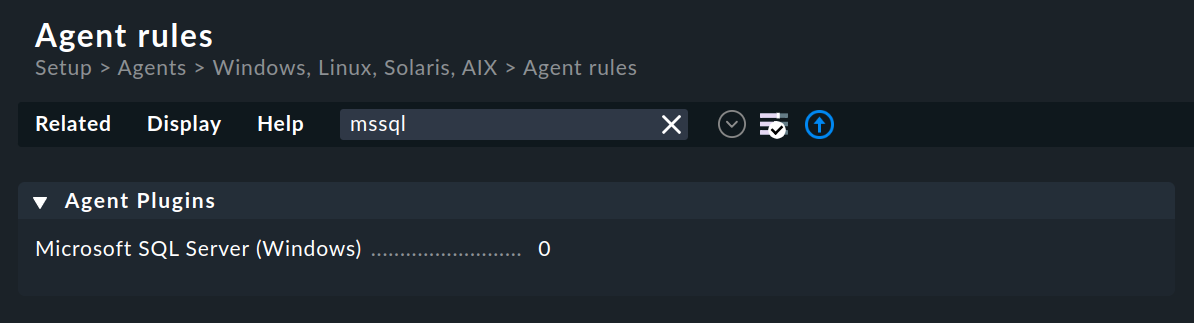 Agent rules
Setup > Agents > Windows, Linux, Solaris, AIX > Agent rules
Related Display Help mssql
Agent Plugins
Microsoft SQL Server (Windows) .......................... 0